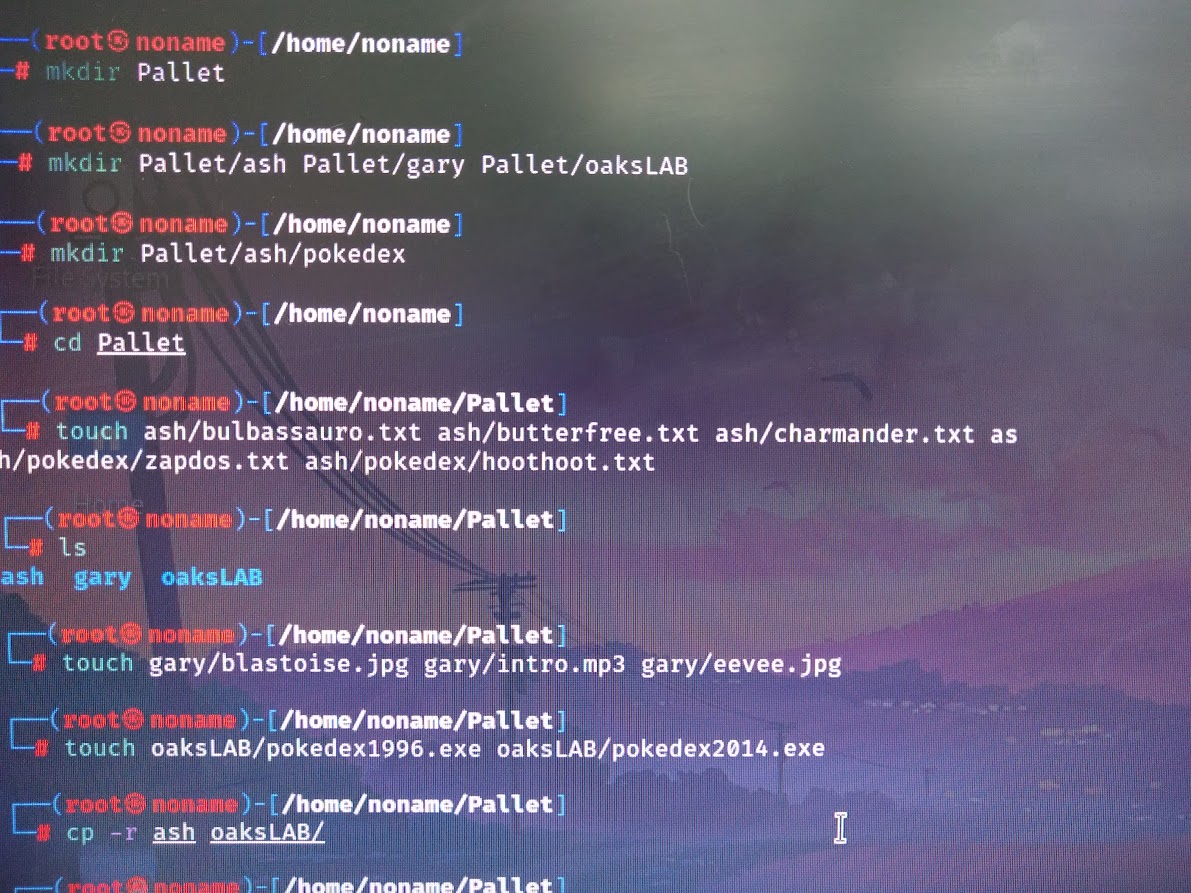 (root㉿noname)-[/home/noname]
# mkdir Pallet
(root㉿noname)-[/home/noname]
# mkdir Pallet/ash Pallet/gary Pallet/oaksLAB
(root㉿noname)-[/home/noname]
# mkdir Pallet/ash/pokedex
File System
(root㉿noname)-[/home/noname]
# cd Pallet
(root㉿noname)-[/home/noname/Pallet]
# touch ash/bulbassauro.txt ash/butterfree.txt ash/charmander.txt as
h/pokedex/zapdos.txt ash/pokedex/hoothoot.txt
Home
(root㉿noname)-[/home/noname/Pallet]
# ls
ash gary oaksLAB
(root㉿noname)-[/home/noname/Pallet]
# touch gary/blastoise.jpg gary/intro.mp3 gary/eevee.jpg
(root㉿noname)-[/home/noname/Pallet]
# touch oaksLAB/pokedex1996.exe oaksLAB/pokedex2014.exe
(root㉿noname)-[/home/noname/Pallet]
# cp -r ash oaksLAB/
(root㉿noname)-[/home/noname/Pallet]